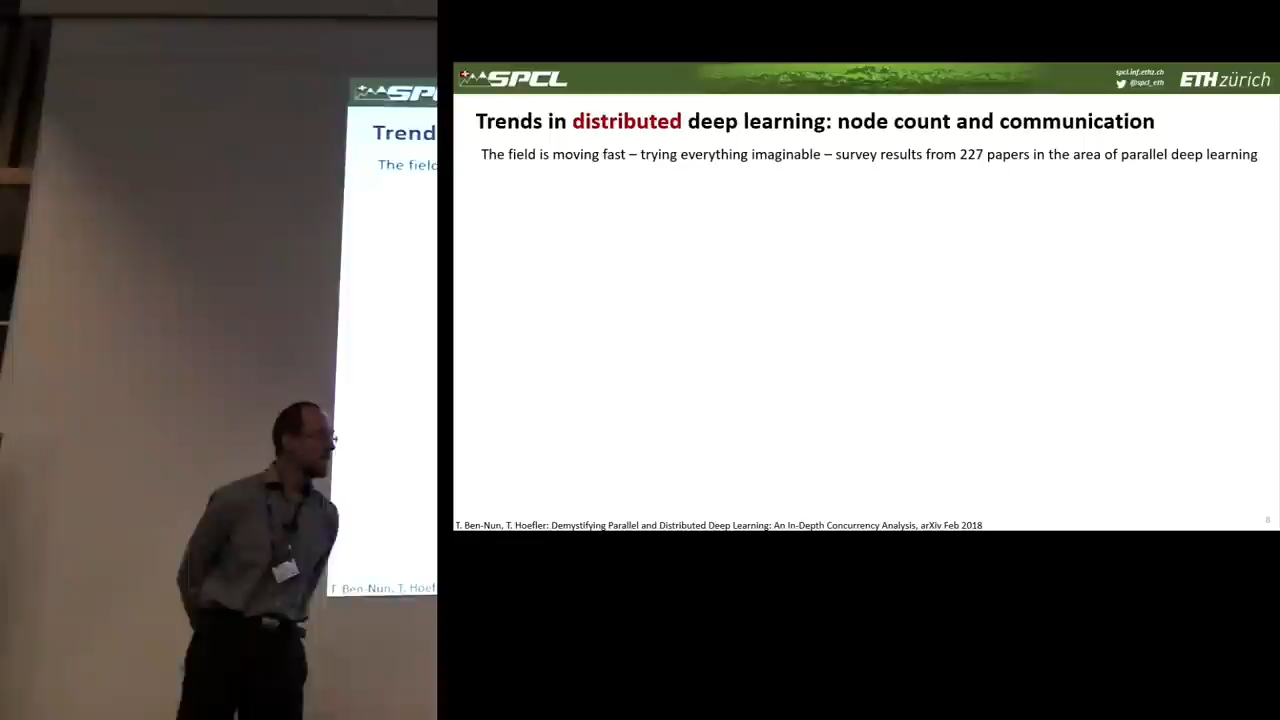 SPCL
Trend
The field
T. Ben-Nun, T. Hoef
SPCL
spcl.inf.ethz.ch
@spcl_eth
ETHzürich
Trends in distributed deep learning: node count and communication
The field is moving fast – trying everything imaginable – survey results from 227 papers in the area of parallel deep learning
T. Ben-Nun, T. Hoefler: Demystifying Parallel and Distributed Deep Learning: An In-Depth Concurrency Analysis, arXiv Feb 2018
8